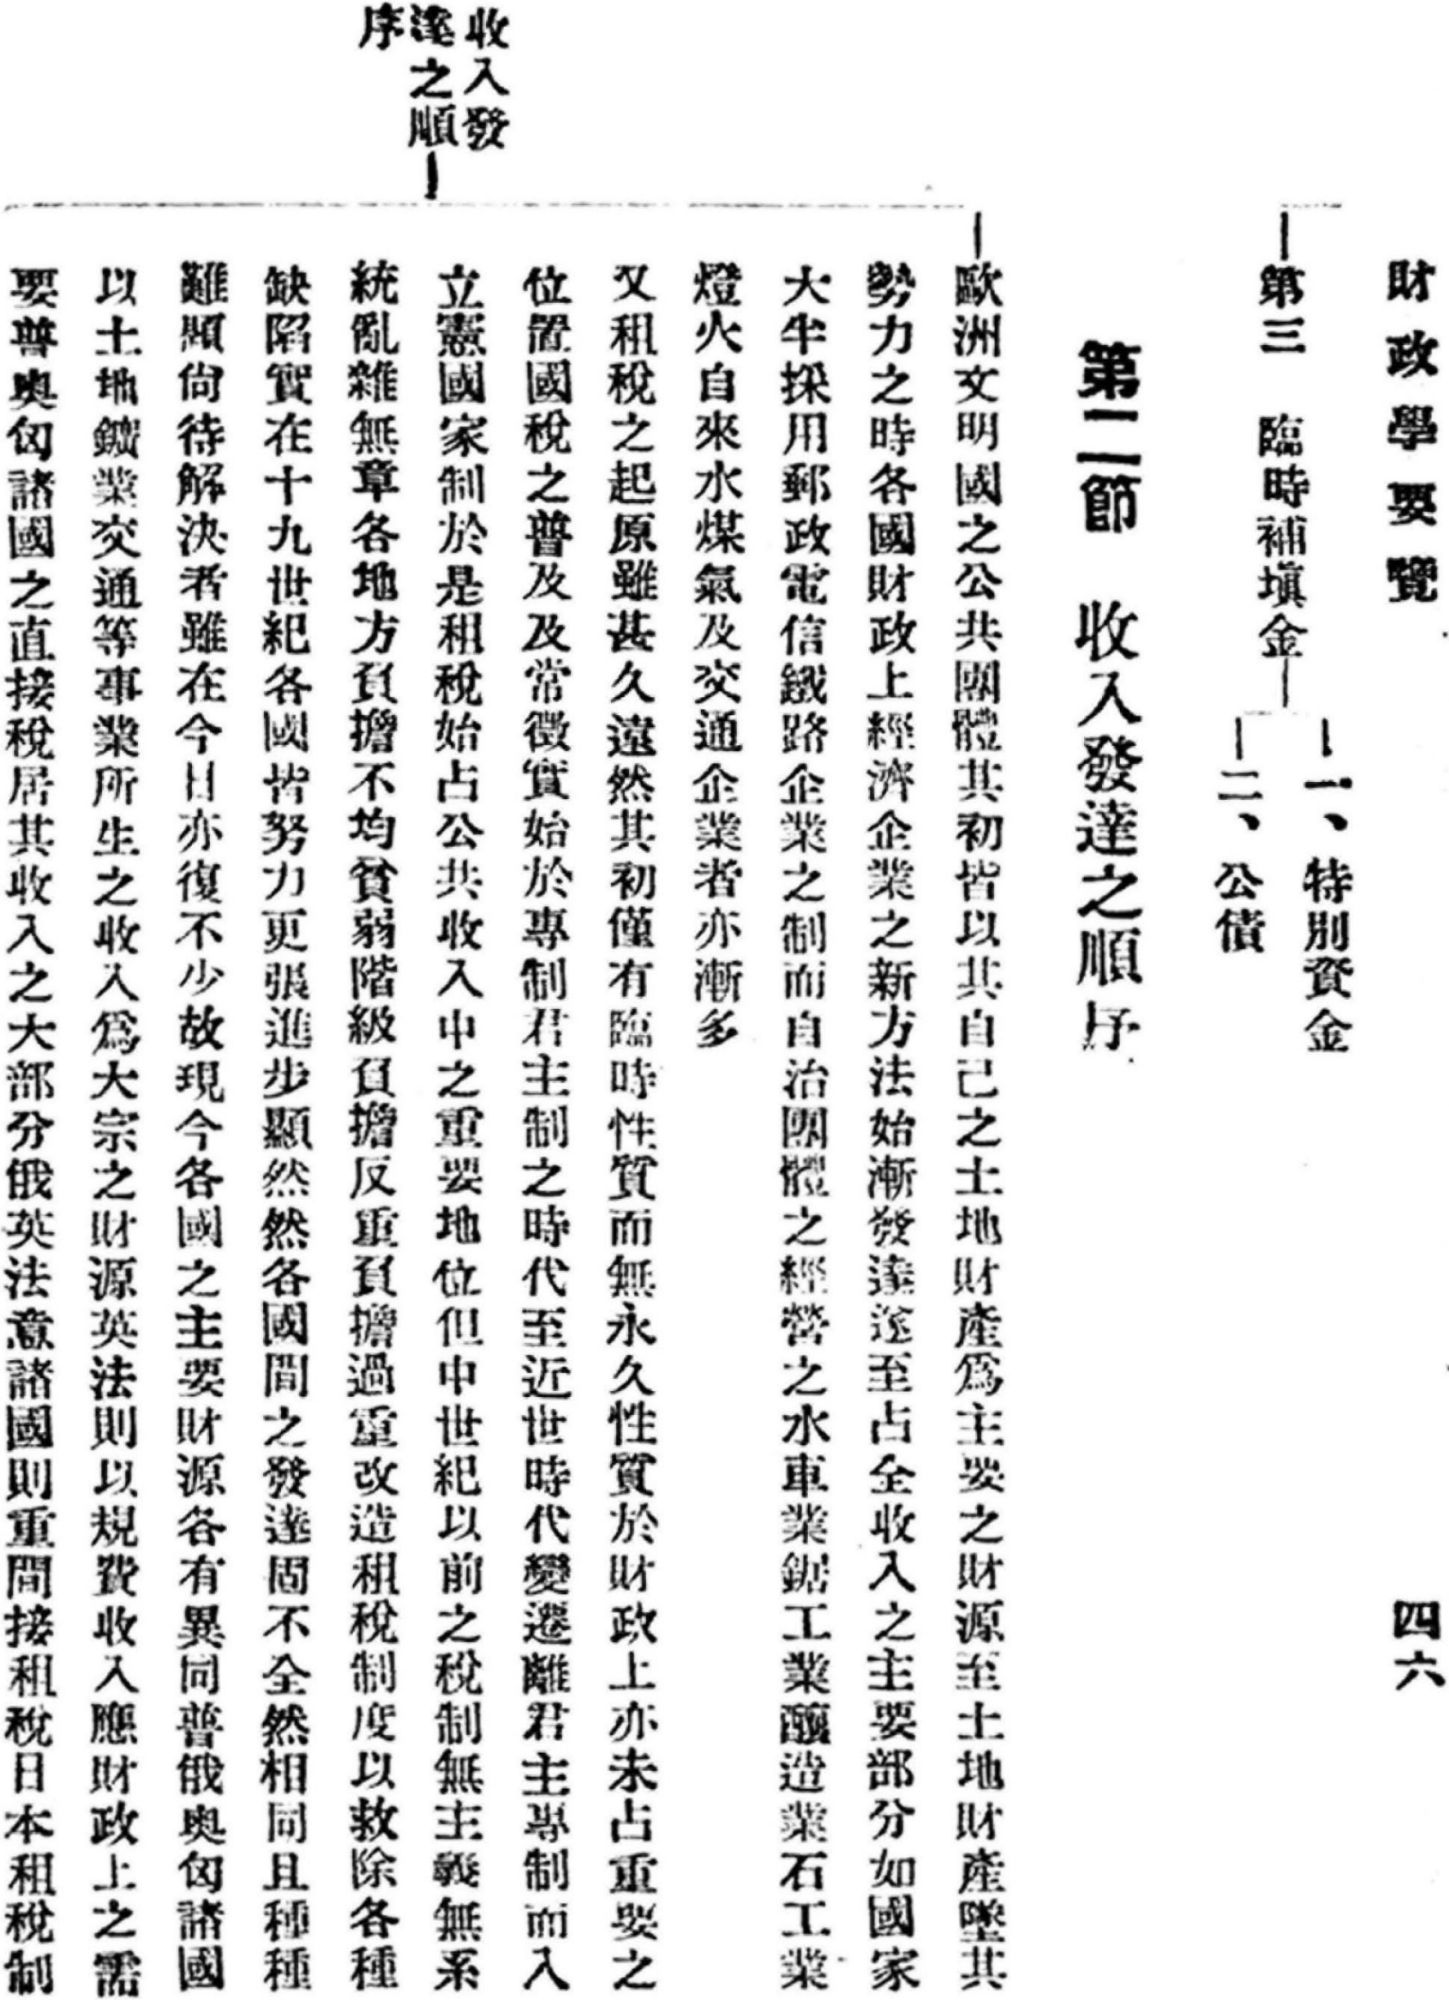 財政學要覽 四六
第三 臨時補塡金
一、特別資金
二、公債
第二節 收入發達之順序
收入發
達之順
序
歐洲文明國之公共團體其初皆以其自己之土地財產爲主要之財源至土地財產墜其
勢力之時各國財政上經濟企業之新方法始漸發達遂至占全收入之主要部分如國家
大半採用郵政電信鐵路企業之制而自治團體之經營之水車業鋸工業釀造業石工業
燈火自來水煤氣及交通企業者亦漸多
又租稅之起原雖甚久遠然其初僅有臨時性質而無永久性質於財政上亦未占重要之
位置國稅之普及及常徵實始於專制君主制之時代至近世時代變遷離君主專制而入
立憲國家制於是租稅始占公共收入中之重要地位但中世紀以前之稅制無主義無系
統亂雜無章各地方負擔不均貧弱階級負擔反重負擔過重改造租稅制度以救除各種
缺陷實在十九世紀各國皆努力更張進步顯然然各國間之發達固不全然相同且種種
難題尙待解決者雖在今日亦復不少故現今各國之主要財源各有異同普俄奥匈諸國
以土地鑛業交通等事業所生之收入爲大宗之財源英法則以規費收入應財政上之需
要普奥匈諸國之直接稅居其收入之大部分俄英法意諸國則重間接租稅日本租稅制